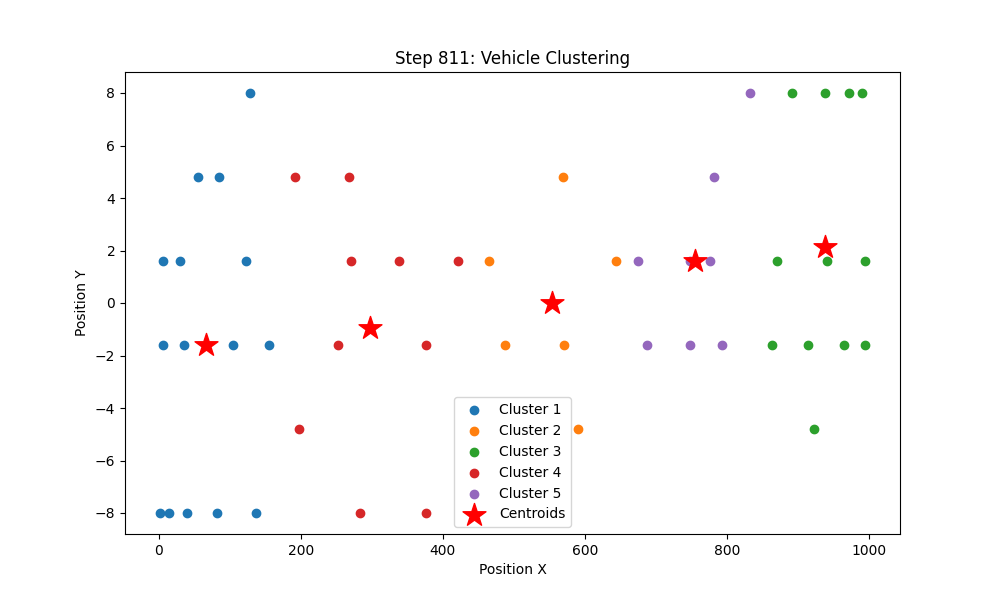 Step 811: Vehicle Clustering
Position Y
8
6
4
2
0
−2
−4
−6
−8
Cluster 1
Cluster 2
Cluster 3
Cluster 4
Cluster 5
Centroids
0 200 400 600 800 1000
Position X